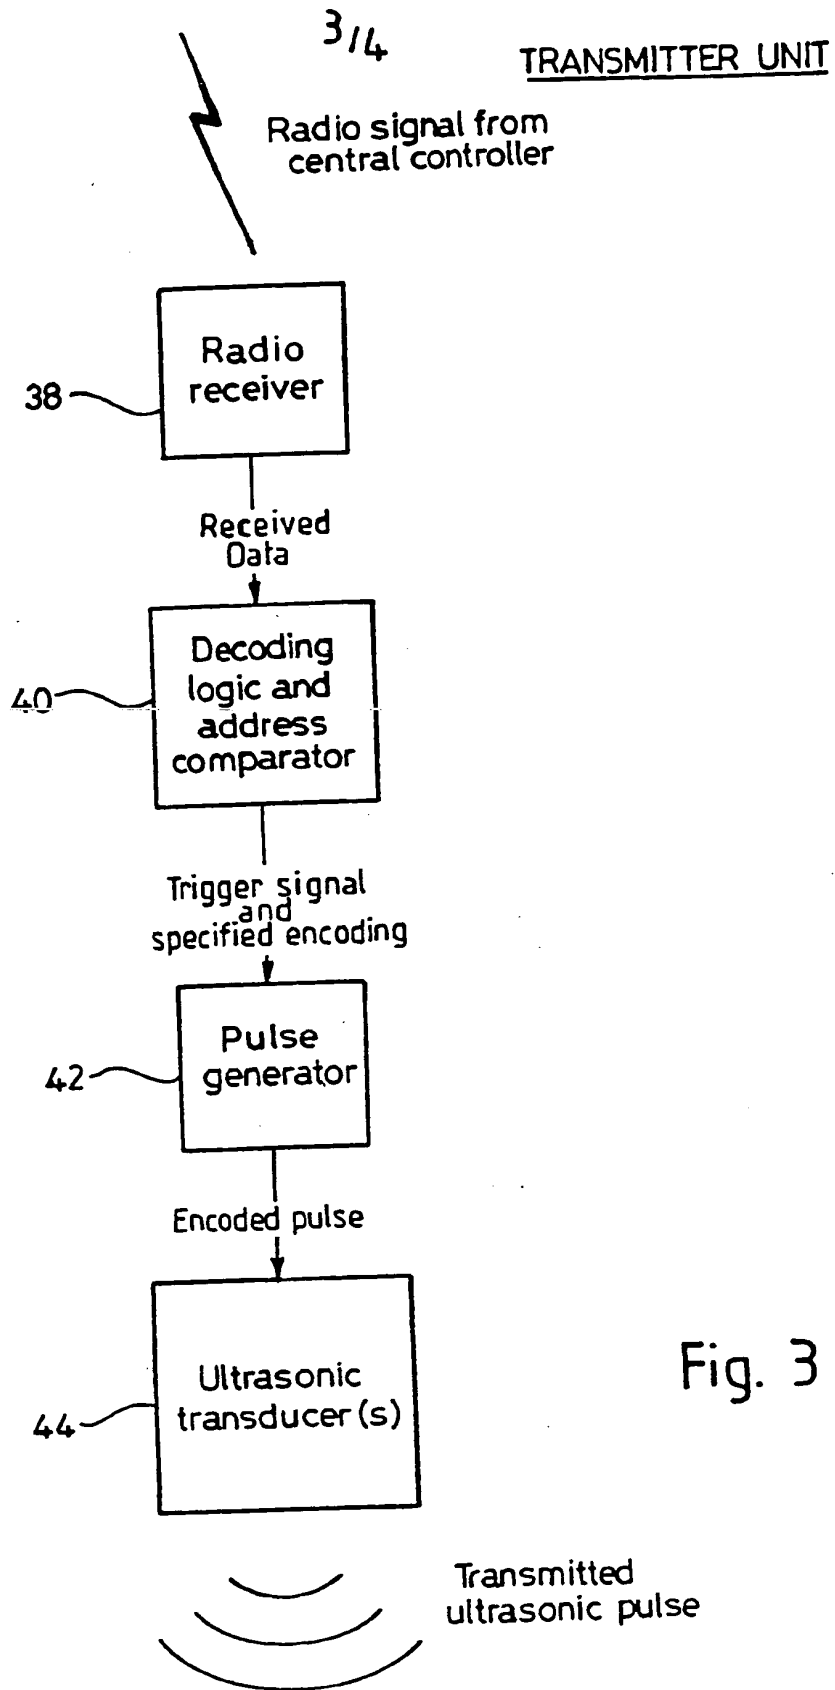 3/4
TRANSMITTER UNIT
Radio signal from
central controller
Radio
receiver
38
Received
Data
Decoding
logic and
address
comparator
40
Trigger signal
and
specified encoding
Pulse
generator
42
Encoded pulse
Ultrasonic
transducer(s)
44
Fig. 3
Transmitted
ultrasonic pulse